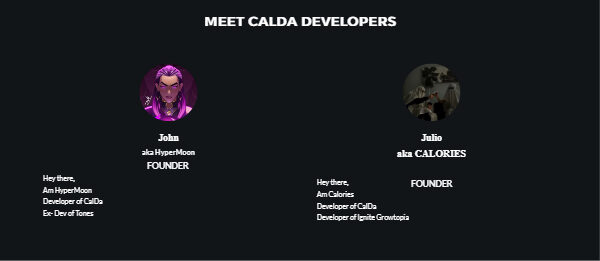 MEET CALDA DEVELOPERS
John
aka HyperMoon
FOUNDER
Hey there,
Am HyperMoon
Developer of CalDa
Ex- Dev of Tones
Julio
aka CALORIES
FOUNDER
Hey there,
Am Calories
Developer of CalDa
Developer of Ignite Growtopia